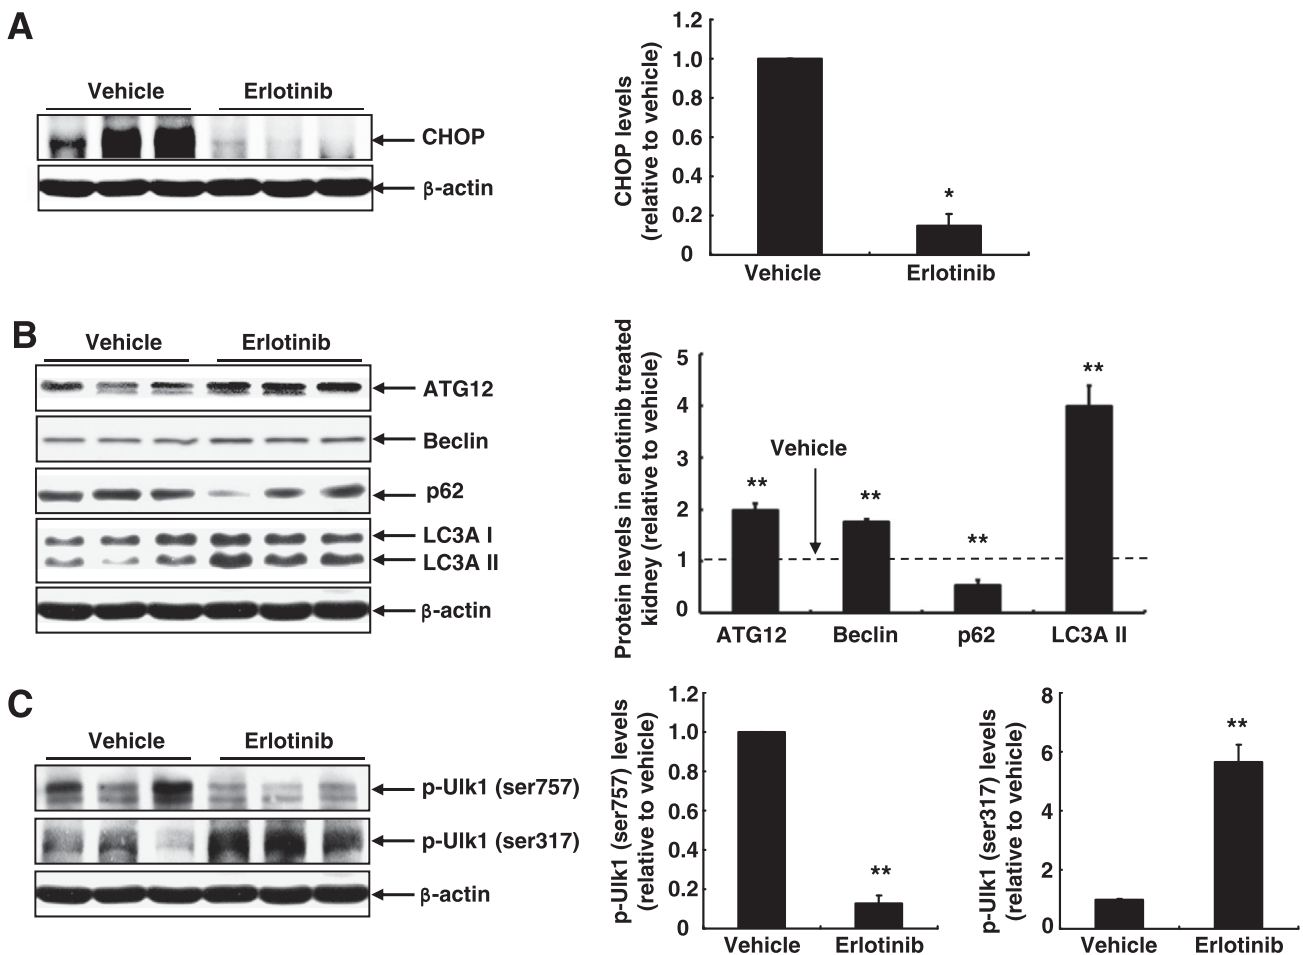 A
Vehicle Erlotinib
CHOP
β-actin
CHOP levels
(relative to vehicle)
1.2
1.0
0.8
0.6
0.4
0.2
0
*
Vehicle Erlotinib
B
Vehicle Erlotinib
ATG12
Beclin
p62
LC3A I
LC3A II
β-actin
Protein levels in erlotinib treated
kidney (relative to vehicle)
5
4
3
2
1
0
Vehicle
** ** ** **
ATG12 Beclin p62 LC3A II
C
Vehicle Erlotinib
p-Ulk1 (ser757)
p-Ulk1 (ser317)
β-actin
p-Ulk1 (ser757) levels
(relative to vehicle)
1.2
1.0
0.8
0.6
0.4
0.2
0
**
Vehicle Erlotinib
p-Ulk1 (ser317) levels
(relative to vehicle)
8
6
4
2
0
**
Vehicle Erlotinib